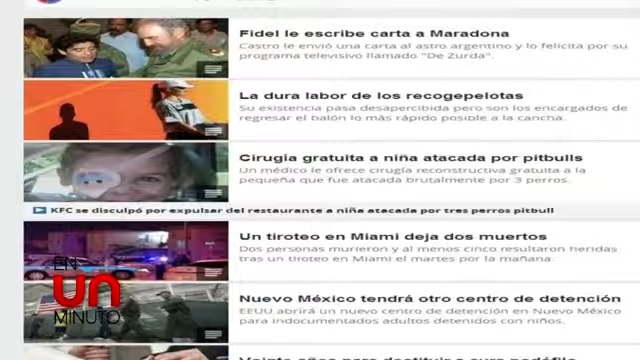 Fidel le escribe carta a Maradona
Castro le envió una carta al astro argentino y lo felicita por su
programa televisivo llamado "De Zurda".
La dura labor de los recogepelotas
Su existencia pasa desapercibida pero son los encargados de
regresar el balón lo más rápido posible a la cancha.
Cirugía gratuita a niña atacada por pitbulls
Un médico le ofrece cirugía reconstructiva gratuita a la
pequeña que fue atacada brutalmente por 3 perros.
KFC se disculpó por expulsar del restaurante a niña atacada por tres perros pitbull
Un tiroteo en Miami deja dos muertos
Dos personas murieron y al menos cinco resultaron heridas
tras un tiroteo en Miami el martes por la mañana.
Nuevo México tendrá otro centro de detención
EEUU abrirá un nuevo centro de detención en Nuevo México
para indocumentados adultos detenidos con niños.
EN
UN
MINUTO